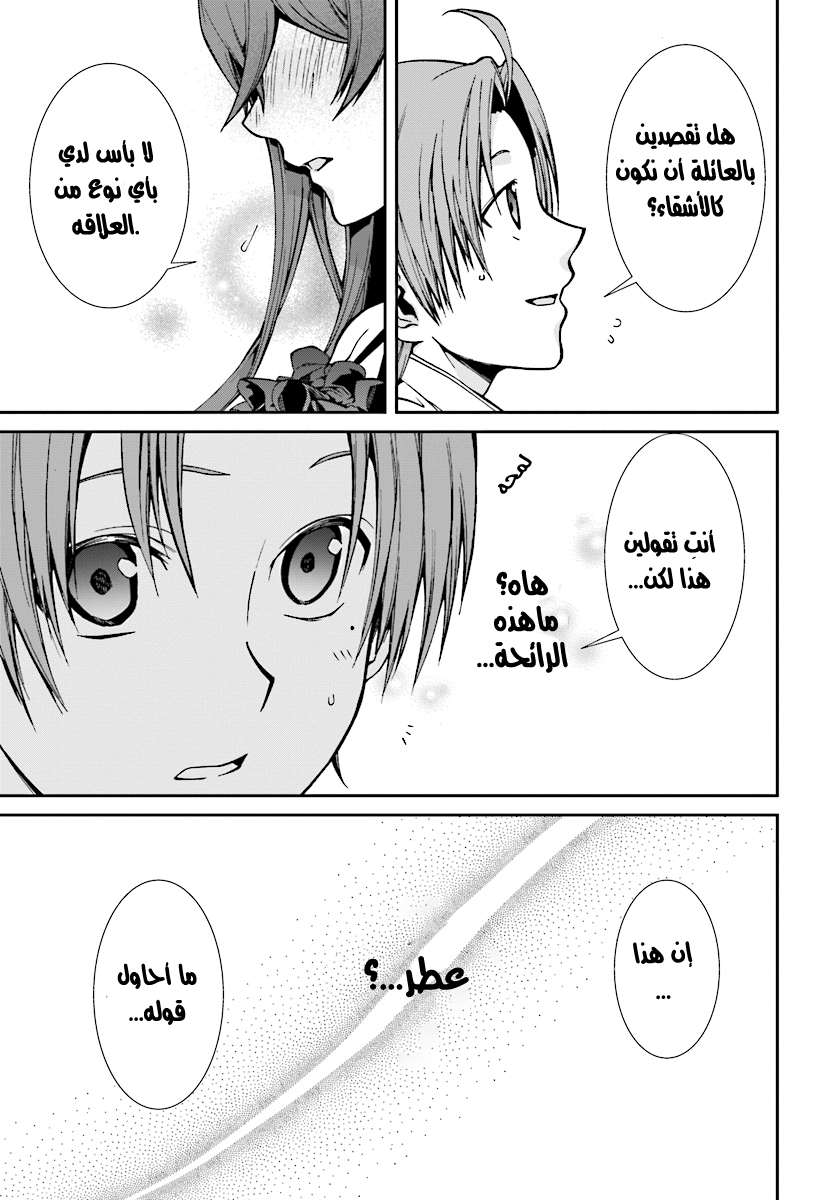 هل تقصدين
بالعائلة أن نكون
كالأشقاء؟
لا بأس لدي
بأي نوع من
العلاقه.
لمحه
أنتِ تقولين
هذا لكن...
هاه؟
ماهذه
الرائحة...
إن هذا
...
عطر...؟
ما أحاول
قوله...